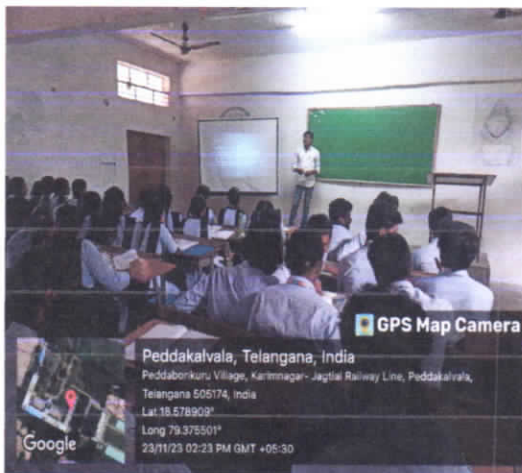 GPS Map Camera
Peddakalvala, Telangana, India
Peddabonkuru Village, Karimnagar- Jagtial Railway Line, Peddakalvala,
Telangana 505174, India
Lat 18.578909°
Long 79.375501°
23/11/23 02:23 PM GMT +05:30
Google